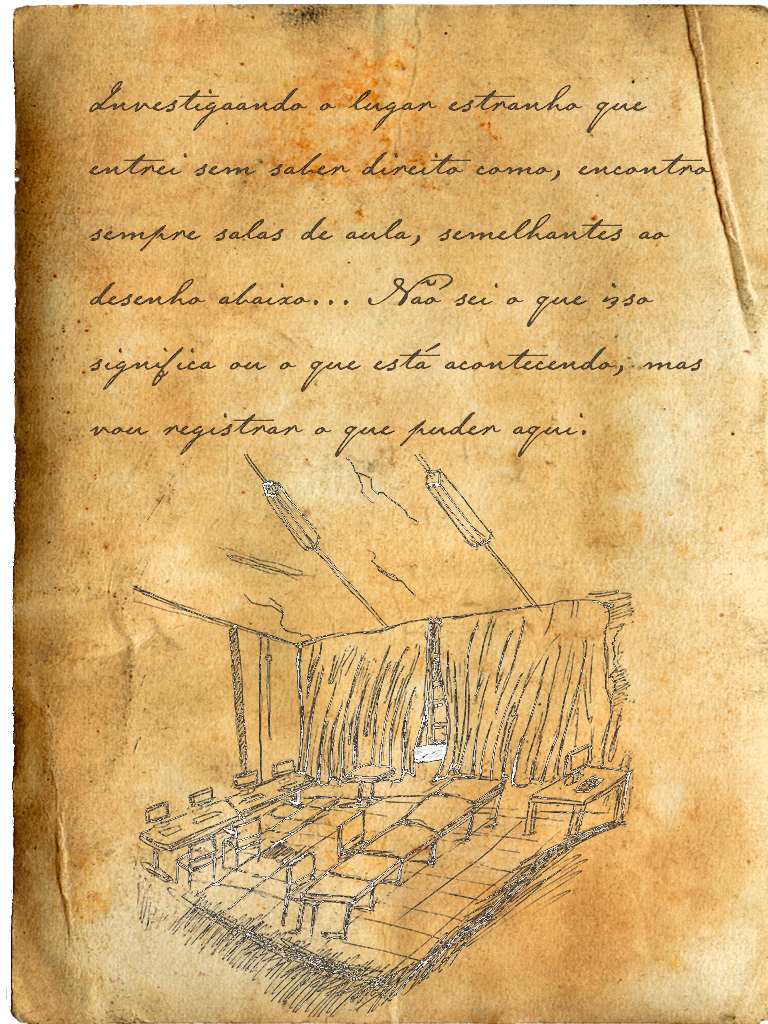 Investigaando o lugar estranho que
entrei sem saber direito como, encontro
sempre salas de aula, semelhantes ao
desenho abaixo... Não sei o que isso
significa ou o que está acontecendo, mas
vou registrar o que puder aqui.